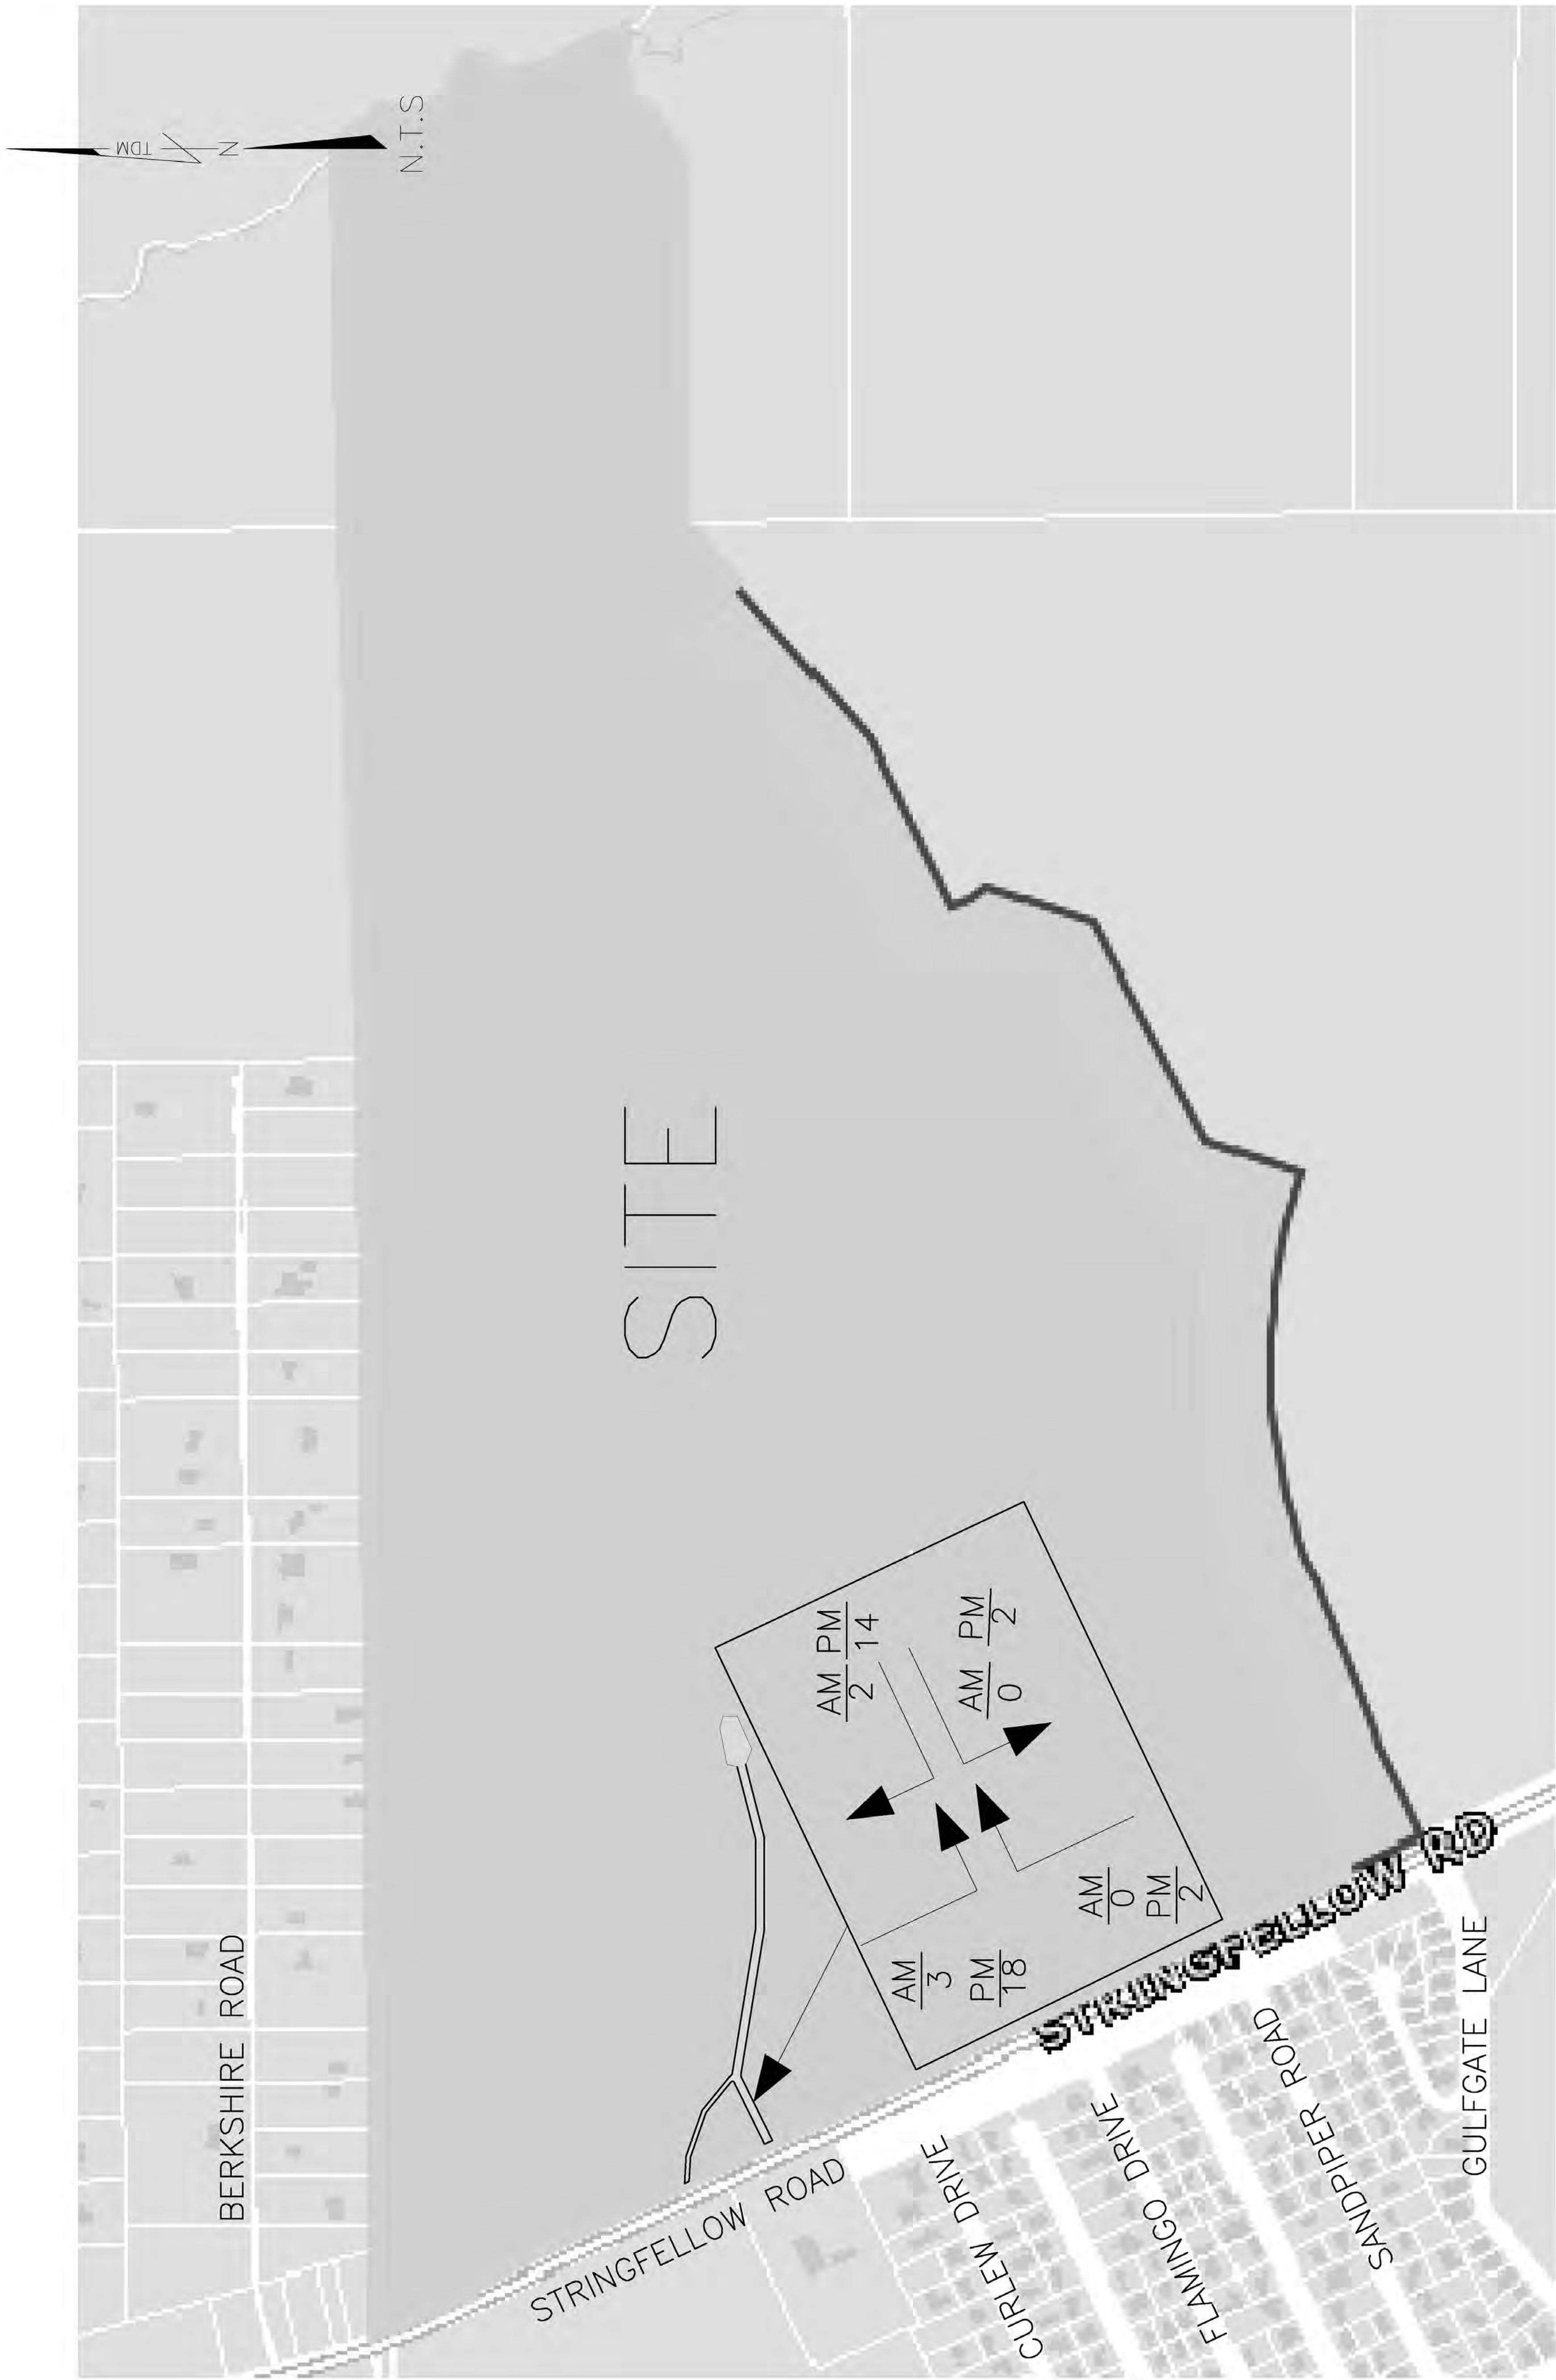 N
TDM
N.T.S
BERKSHIRE ROAD
SITE
STRINGFELLOW ROAD
AM PM
2 14
AM PM
0 2
AM
3
PM
18
AM
0
PM
2
STRINGFELLOW RD
CURLEW DRIVE
FLAMINGO DRIVE
SANDPIPER ROAD
GULFGATE LANE